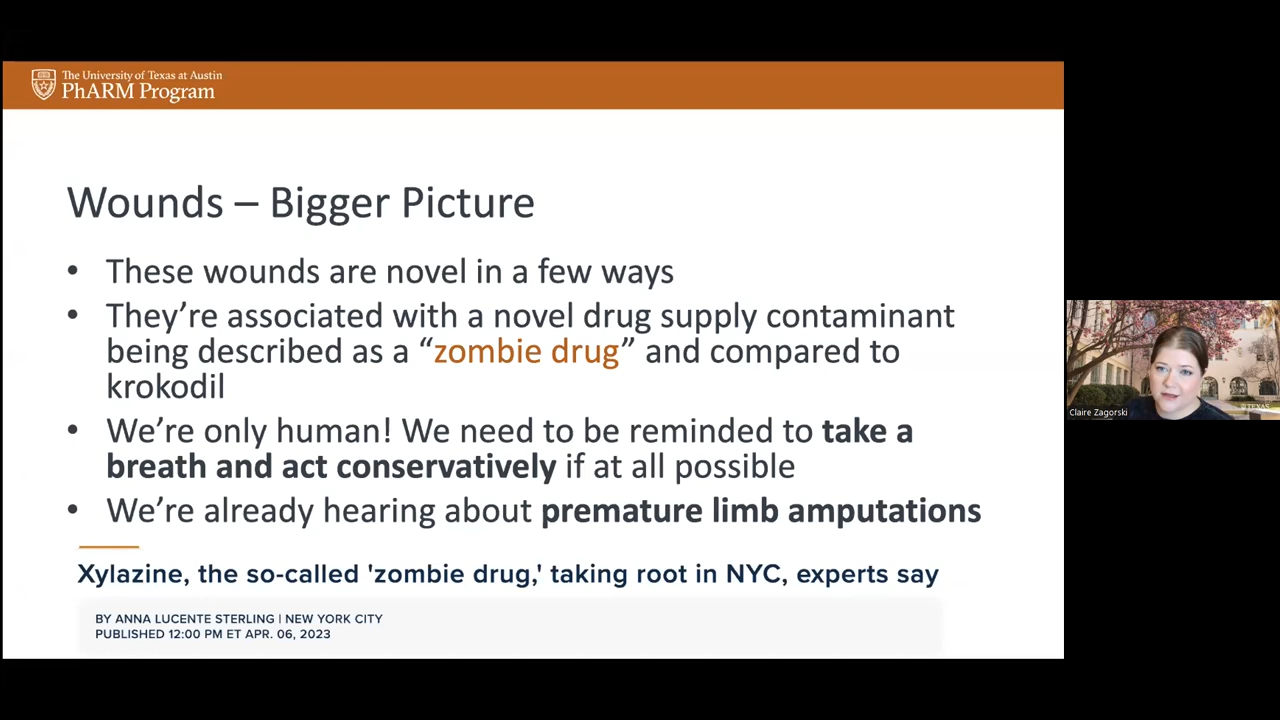 The University of Texas at Austin
PhARM Program
Wounds – Bigger Picture
• These wounds are novel in a few ways
• They’re associated with a novel drug supply contaminant
being described as a “zombie drug” and compared to
krokodil
• We’re only human! We need to be reminded to take a
breath and act conservatively if at all possible
• We’re already hearing about premature limb amputations
Xylazine, the so-called 'zombie drug,' taking root in NYC, experts say
BY ANNA LUCENTE STERLING | NEW YORK CITY
PUBLISHED 12:00 PM ET APR. 06, 2023
Claire Zagorski
TEXAS